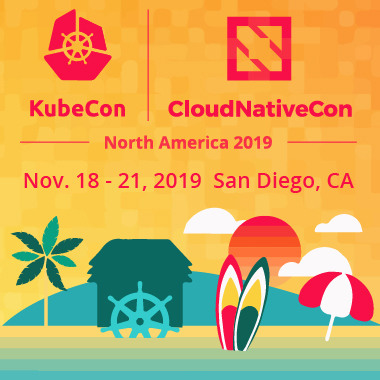 KubeCon
CloudNativeCon
North America 2019
Nov. 18 - 21, 2019 San Diego, CA